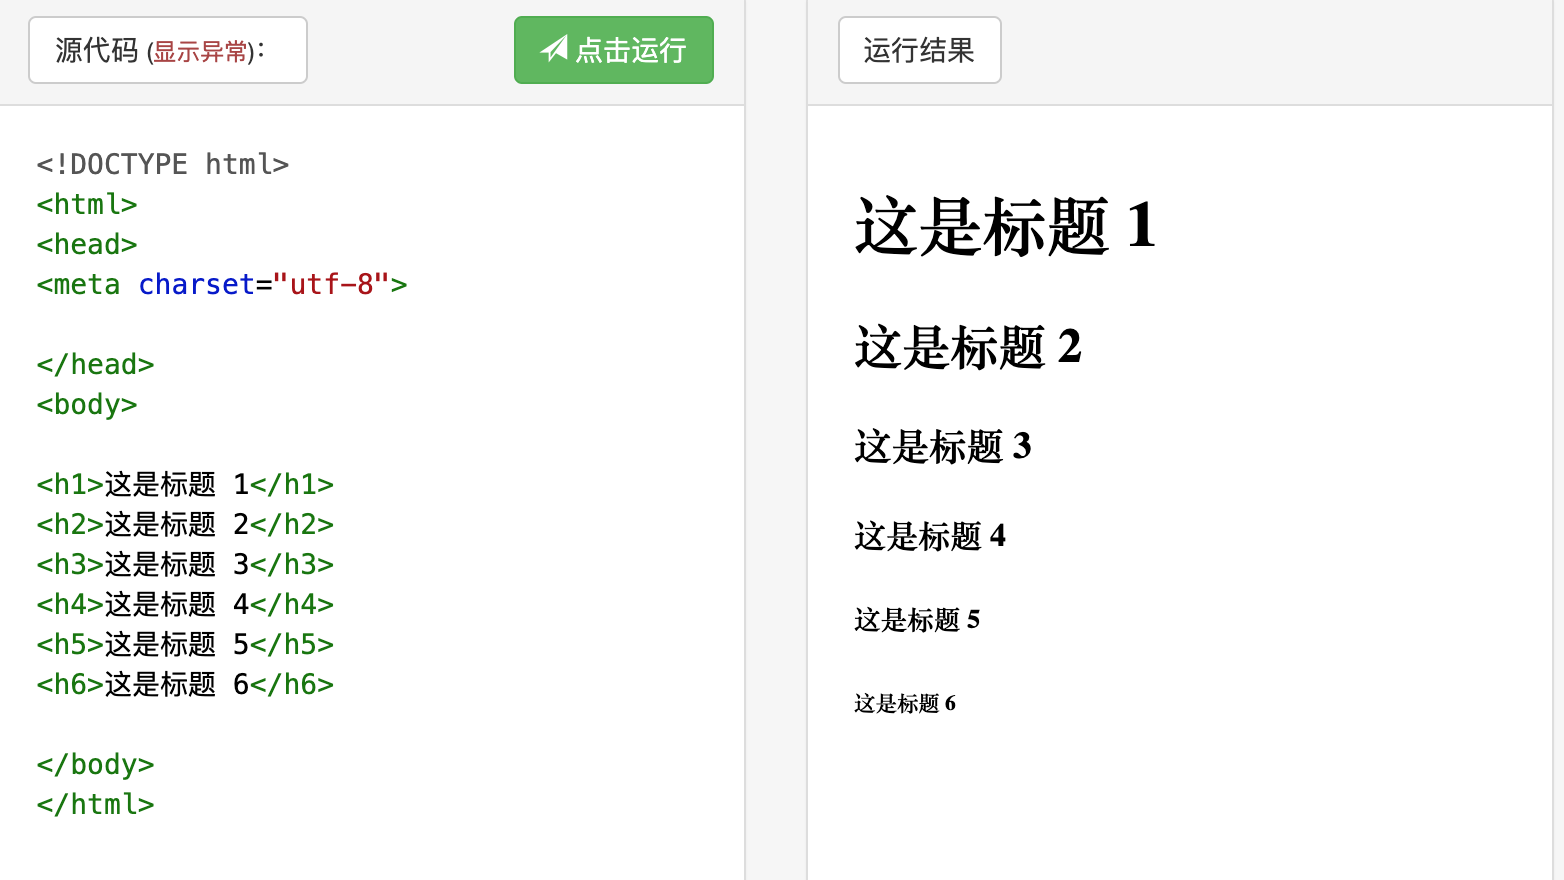 源代码 (显示异常)：
点击运行
<!DOCTYPE html>
<html>
<head>
<meta charset="utf-8">
</head>
<body>
<h1>这是标题 1</h1>
<h2>这是标题 2</h2>
<h3>这是标题 3</h3>
<h4>这是标题 4</h4>
<h5>这是标题 5</h5>
<h6>这是标题 6</h6>
</body>
</html>
运行结果
这是标题 1
这是标题 2
这是标题 3
这是标题 4
这是标题 5
这是标题 6